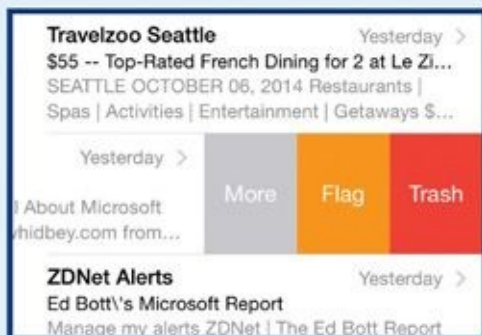 Travelzoo Seattle Yesterday >
$55 -- Top-Rated French Dining for 2 at Le Zi...
SEATTLE OCTOBER 06, 2014 Restaurants |
Spas | Activities | Entertainment | Getaways $...
Yesterday >
More Flag Trash
About Microsoft
whidbey.com from...
ZDNet Alerts Yesterday >
Ed Bott\'s Microsoft Report
Manage my alerts ZDNet | The Ed Bott Report